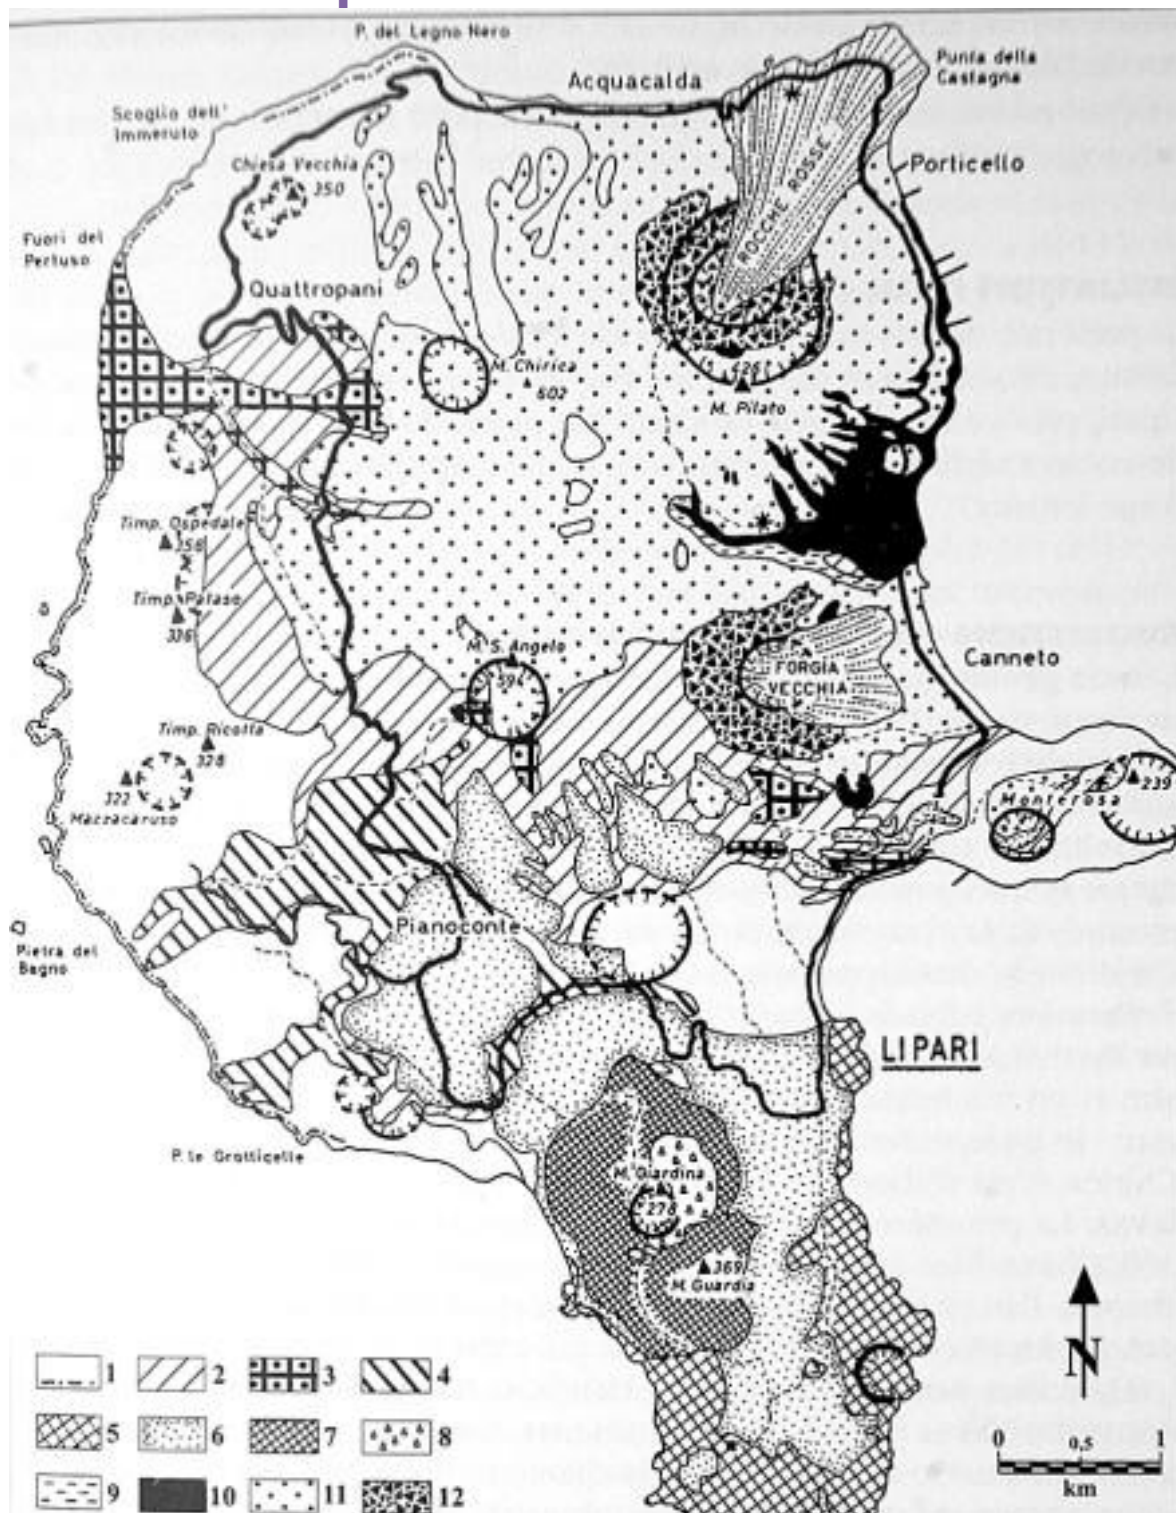 P. del Legno Nero
Acquacalda
Punta della
Castagna
Scoglio dell'
Immeruto
Chiesa Vecchia
350
ROCCHE ROSSE
Porticello
Fuori del
Pertuso
Quattropani
M. Chirica
602
M. Pilato
Timp. Ospedale
356
Timp. Pataso
336
M. S. Angelo
594
FORGIA
VECCHIA
Canneto
Timp. Ricotta
328
322
Mazzacaruso
239
Monterosa
Pianoconte
Pietra del
Bagno
LIPARI
P. le Grotticelle
M. Giardina
278
369
M. Guardia
N
1
2
3
4
5
6
7
8
9
10
11
12
0 0.5 1
km